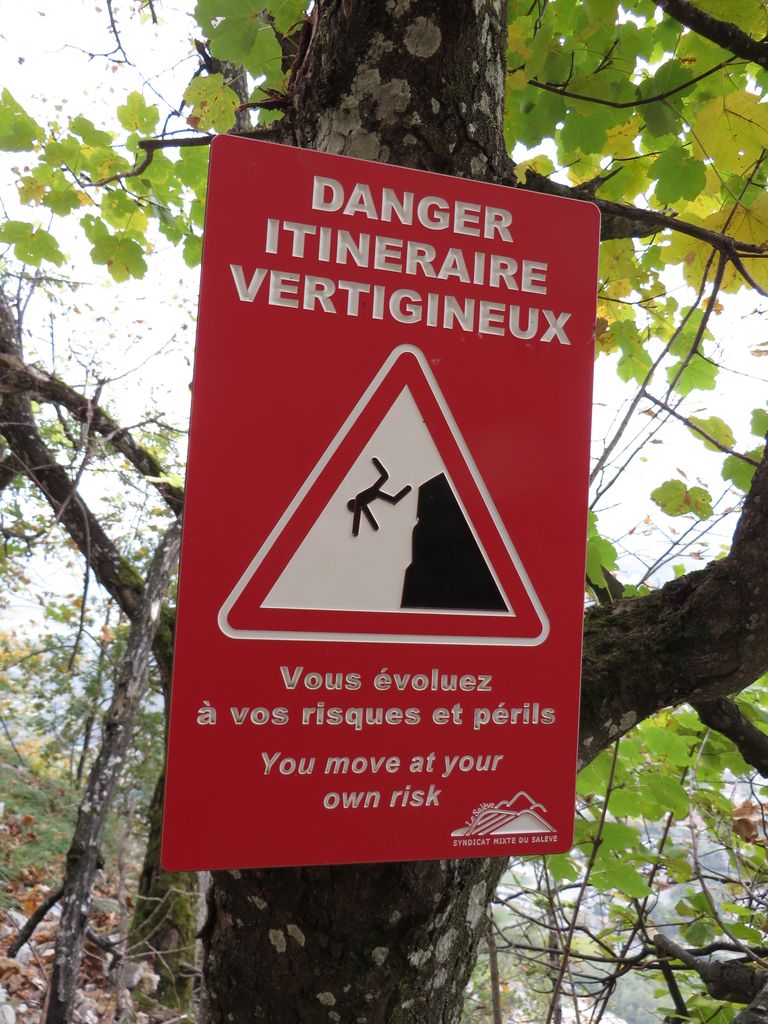 DANGER
ITINERAIRE
VERTIGINEUX
Vous évoluez
à vos risques et périls
You move at your
own risk
Le Salève
SYNDICAT MIXTE DU SALEVE